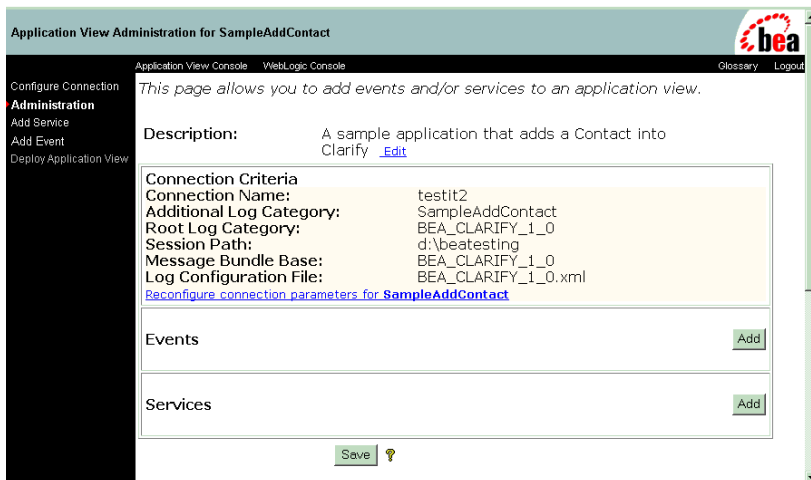 Application View Administration for SampleAddContact
bea
Application View Console WebLogic Console Glossary Logout
Configure Connection
Administration
Add Service
Add Event
Deploy Application View
This page allows you to add events and/or services to an application view.
Description: A sample application that adds a Contact into
Clarify Edit
Connection Criteria
Connection Name: testit2
Additional Log Category: SampleAddContact
Root Log Category: BEA_CLARIFY_1_0
Session Path: d:\beatesting
Message Bundle Base: BEA_CLARIFY_1_0
Log Configuration File: BEA_CLARIFY_1_0.xml
Reconfigure connection parameters for SampleAddContact
Events Add
Services Add
Save ?